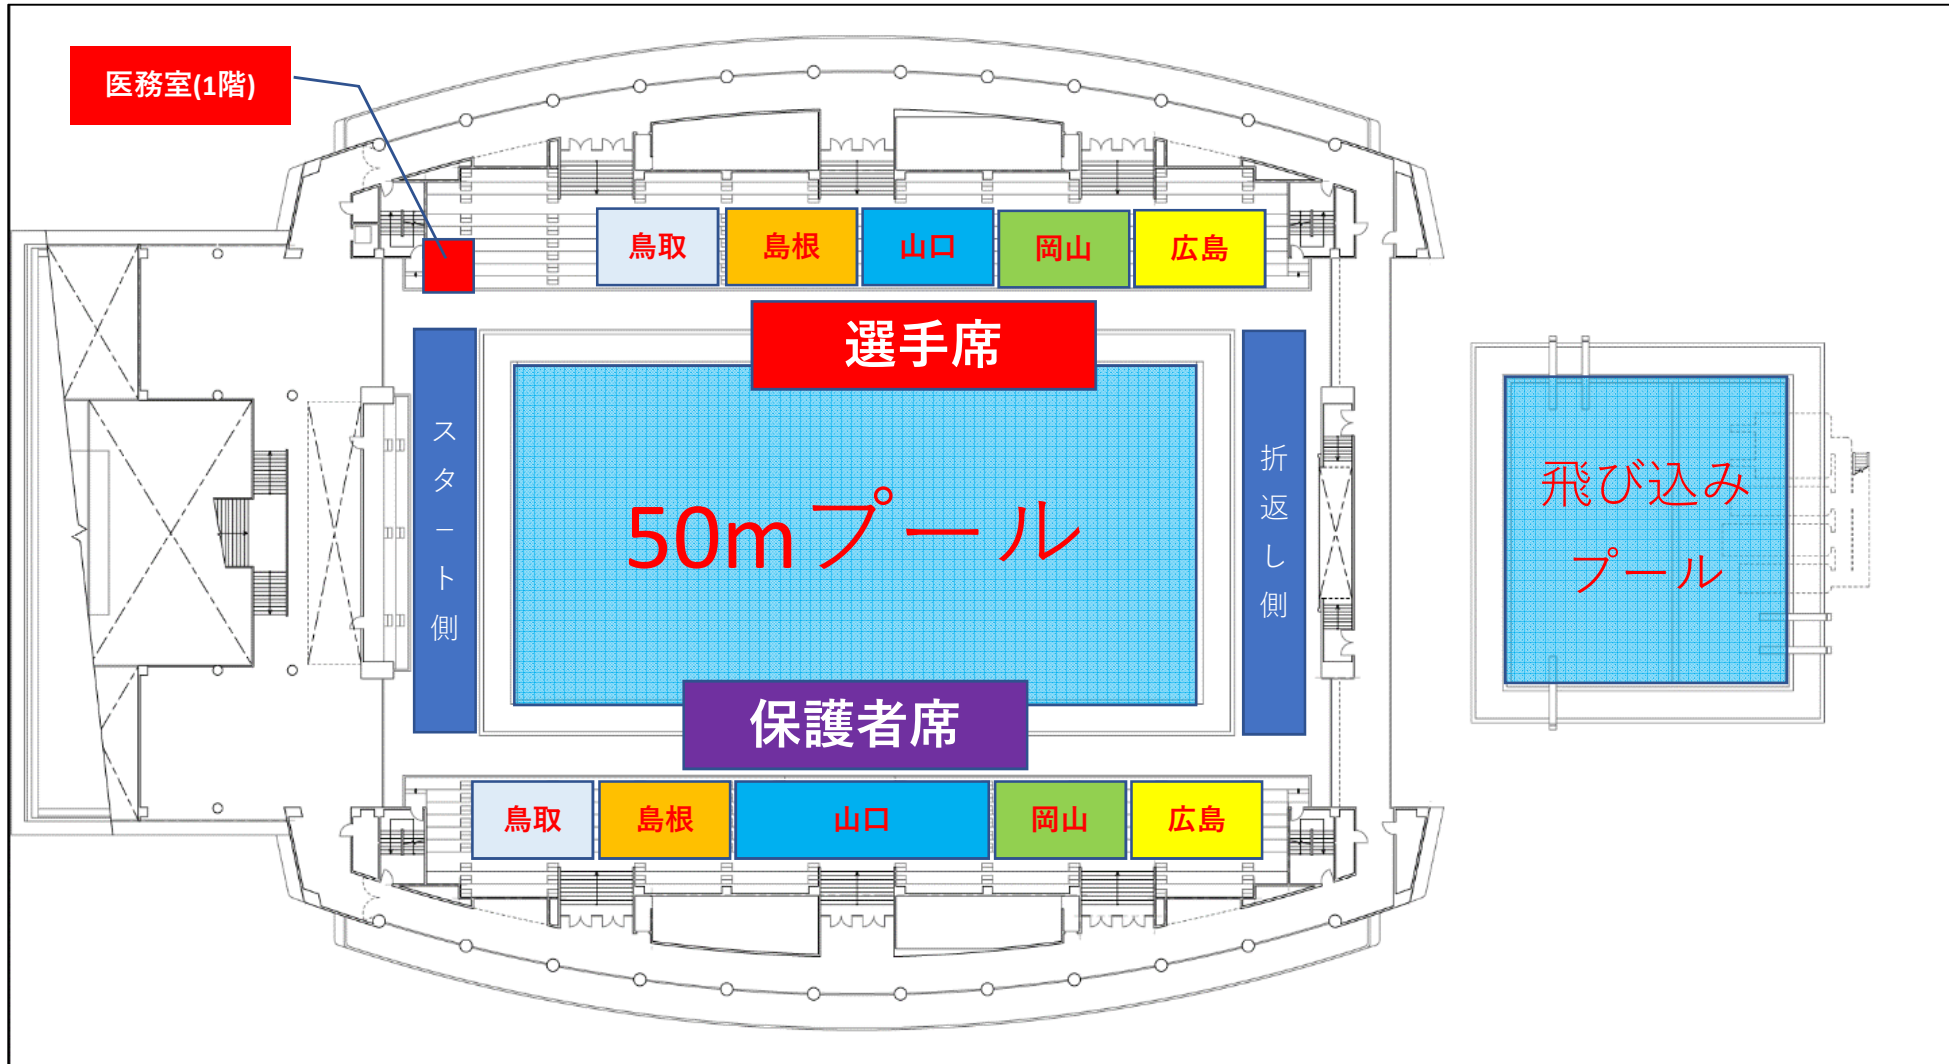 医務室(1階)
鳥取
島根
山口
岡山
広島
選手席
スタート側
50mプール
折返し側
飛び込み
プール
保護者席
鳥取
島根
山口
岡山
広島